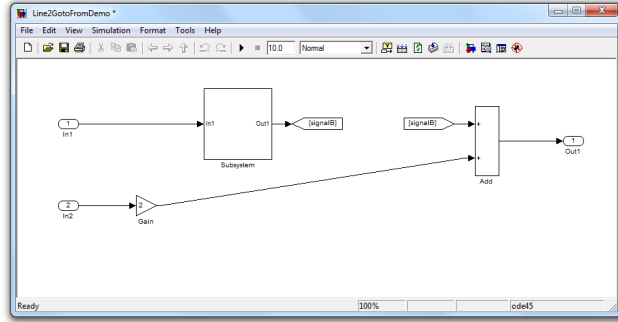 Line2GotoFromDemo *
File Edit View Simulation Format Tools Help
10.0 Normal
1
In1
In1 Out1
Subsystem
[signalB]
[signalB]
+
+
Add
1
Out1
2
In2
2
Gain
Ready 100% ode45